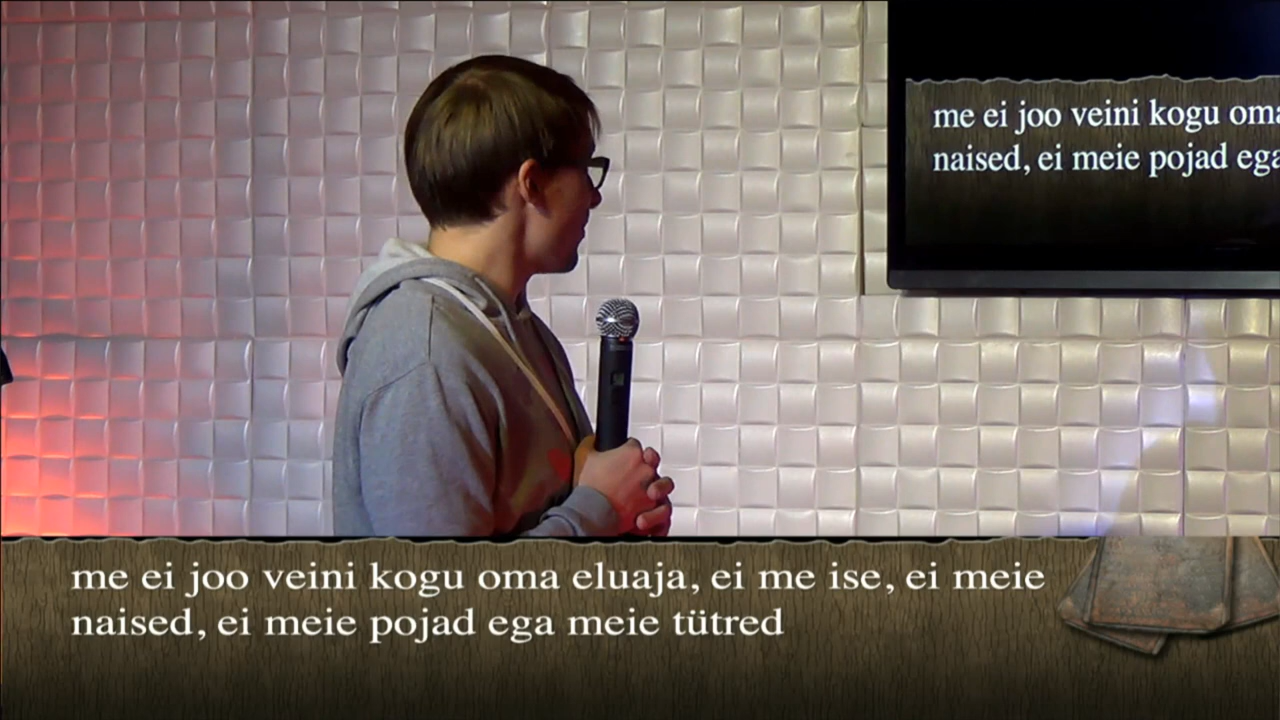 me ei joo veini kogu oma
naised, ei meie pojad ega
me ei joo veini kogu oma eluaja, ei me ise, ei meie
naised, ei meie pojad ega meie tütred